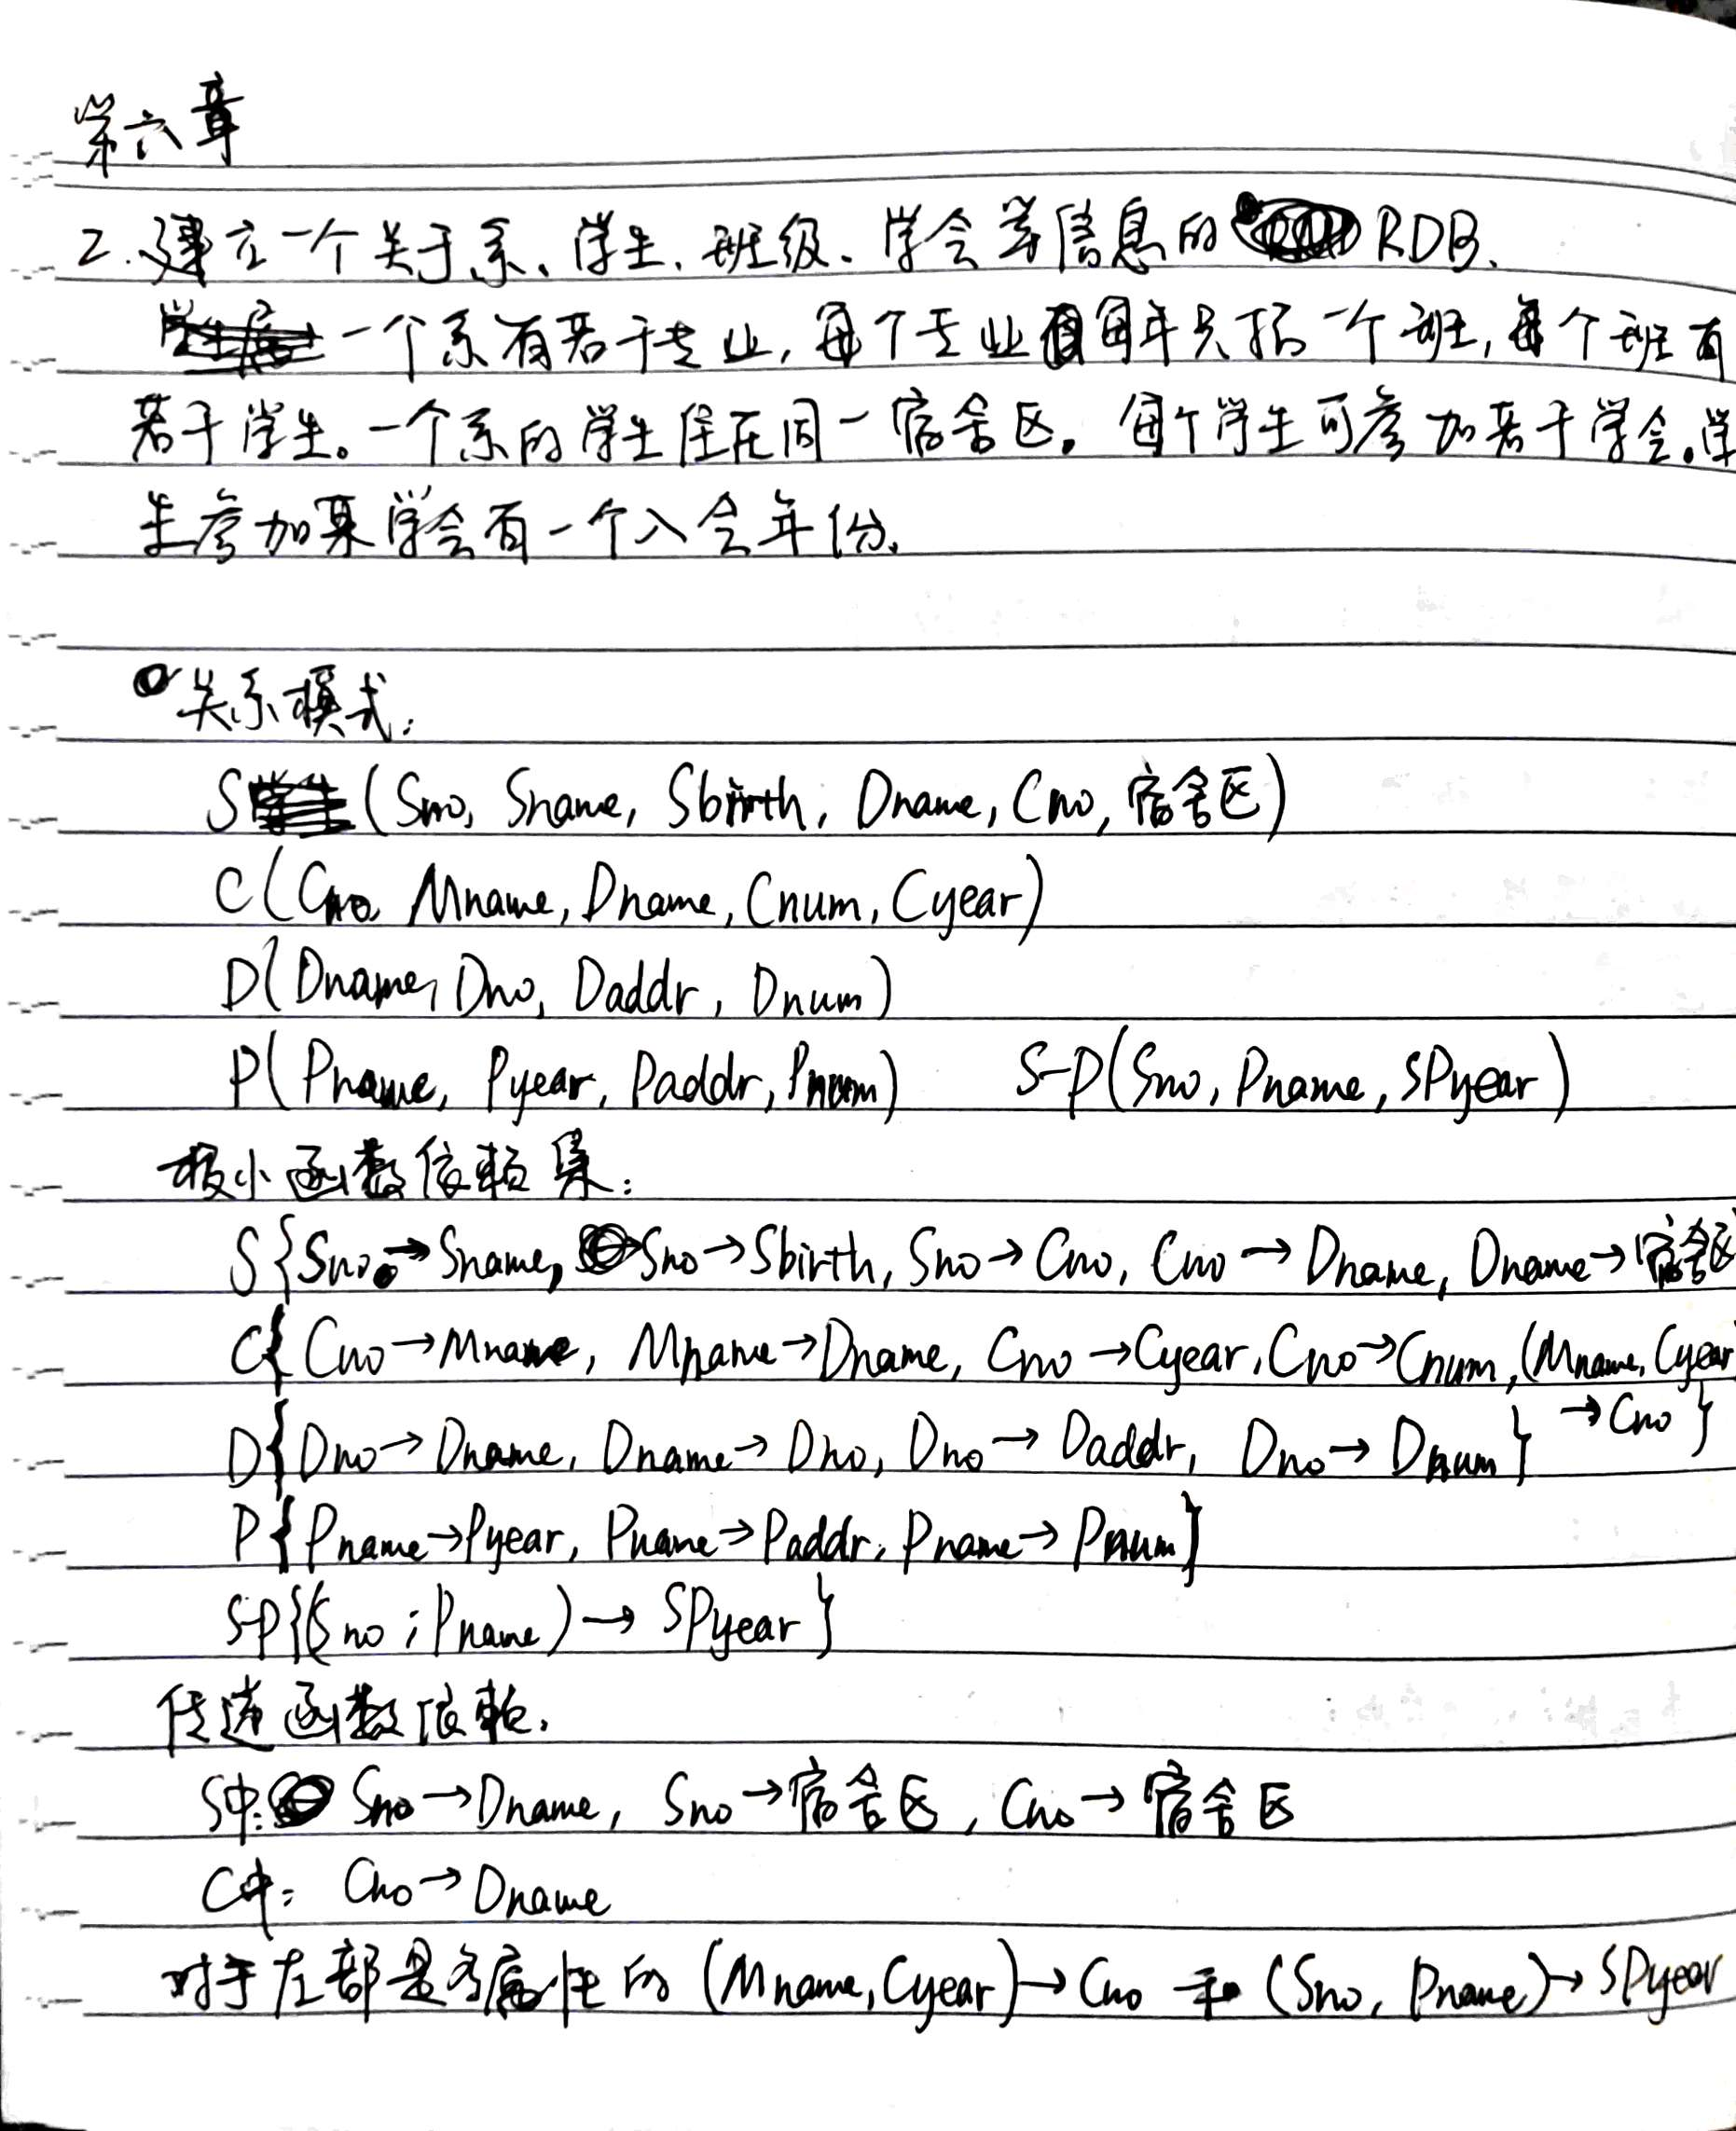 第六章
2.建立一个关于系、学生、班级、学会等信息的 RDB.
一个系有若干专业,每个专业每年只招一个班,每个班有
若干学生。一个系的学生住在同一宿舍区。每个学生可参加若干学会。学
生参加某学会有一个入会年份.
关系模式:
S(Sno, Sname, Sbirth, Dname, Cno, 宿舍区)
C(Cno, Mname, Dname, Cnum, Cyear)
D(Dname, Dno, Daddr, Dnum)
P(Pname, Pyear, Paddr, Pnum) S-P(Sno, Pname, SPyear)
极小函数依赖集:
S{Sno→Sname, Sno→Sbirth, Sno→Cno, Cno→Dname, Dname→宿舍区
C{Cno→Mname, Mname→Dname, Cno→Cyear, Cno→Cnum, (Mname, Cyear
→Cno}
D{Dno→Dname, Dname→Dno, Dno→Daddr, Dno→Dnum}
P{Pname→Pyear, Pname→Paddr, Pname→Pnum}
S-P{(Sno, Pname)→SPyear}
传递函数依赖.
S中: Sno→Dname, Sno→宿舍区, Cno→宿舍区
C中: Cno→Dname
对于左部是多属性的 (Mname, Cyear)→Cno 和 (Sno, Pname)→SPyear